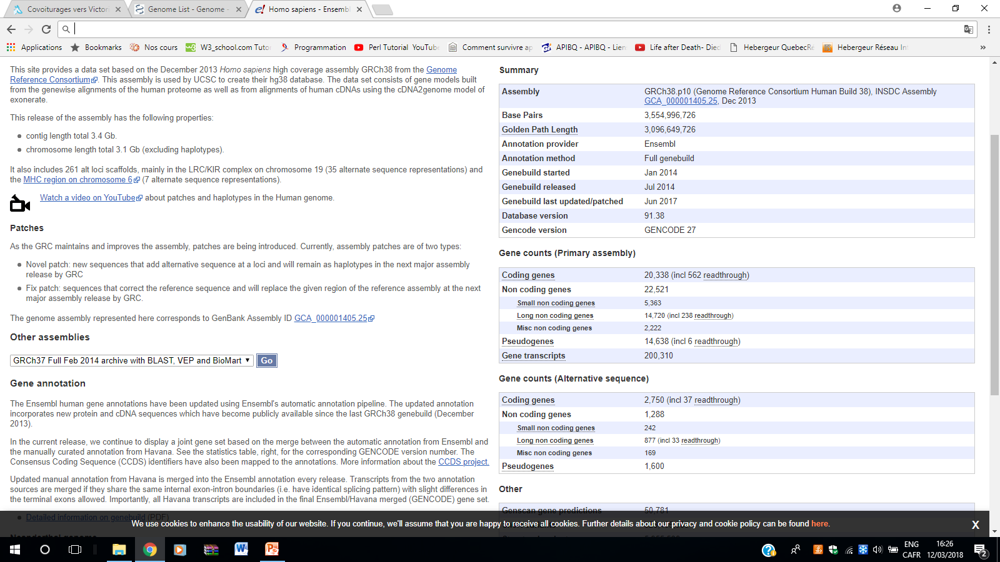 Covoiturages vers Victor
Genome List - Genome -
Homo sapiens - Ensembl
Applications
Bookmarks
Nos cours
W3_school.com Tutor
Programmation
Perl Tutorial YouTube
Comment survivre ap
APIBQ - APIBQ - Lien
Life after Death- Died
Hebergeur QuebecRe
Hebergeur Réseau In
»
This site provides a data set based on the December 2013 Homo sapiens high coverage assembly GRCh38 from the Genome
Reference Consortium. This assembly is used by UCSC to create their hg38 database. The data set consists of gene models built
from the genewise alignments of the human proteome as well as from alignments of human cDNAs using the cDNA2genome model of
exonerate.
This release of the assembly has the following properties:
contig length total 3.4 Gb.
chromosome length total 3.1 Gb (excluding haplotypes).
It also includes 261 alt loci scaffolds, mainly in the LRC/KIR complex on chromosome 19 (35 alternate sequence representations) and
the MHC region on chromosome 6 (7 alternate sequence representations).
Watch a video on YouTube about patches and haplotypes in the Human genome.
Patches
As the GRC maintains and improves the assembly, patches are being introduced. Currently, assembly patches are of two types:
Novel patch: new sequences that add alternative sequence at a loci and will remain as haplotypes in the next major assembly
release by GRC
Fix patch: sequences that correct the reference sequence and will replace the given region of the reference assembly at the next
major assembly release by GRC.
The genome assembly represented here corresponds to GenBank Assembly ID GCA_000001405.25
Other assemblies
GRCh37 Full Feb 2014 archive with BLAST, VEP and BioMart
Go
Gene annotation
The Ensembl human gene annotations have been updated using Ensembl's automatic annotation pipeline. The updated annotation
incorporates new protein and cDNA sequences which have become publicly available since the last GRCh38 genebuild (December
2013).
In the current release, we continue to display a joint gene set based on the merge between the automatic annotation from Ensembl and
the manually curated annotation from Havana. See the statistics table, right, for the corresponding GENCODE version number. The
Consensus Coding Sequence (CCDS) identifiers have also been mapped to the annotations. More information about the CCDS project.
Updated manual annotation from Havana is merged into the Ensembl annotation every release. Transcripts from the two annotation
sources are merged if they share the same internal exon-intron boundaries (i.e. have identical splicing pattern) with slight differences in
the terminal exons allowed. Importantly, all Havana transcripts are included in the final Ensembl/Havana merged (GENCODE) gene set.
Detailed information on genebuild (PDF)
Neanderthal genome
Summary
Assembly GRCh38.p10 (Genome Reference Consortium Human Build 38), INSDC Assembly
GCA_000001405.25, Dec 2013
Base Pairs 3,554,996,726
Golden Path Length 3,096,649,726
Annotation provider Ensembl
Annotation method Full genebuild
Genebuild started Jan 2014
Genebuild released Jul 2014
Genebuild last updated/patched Jun 2017
Database version 91.38
Gencode version GENCODE 27
Gene counts (Primary assembly)
Coding genes 20,338 (incl 562 readthrough)
Non coding genes 22,521
Small non coding genes 5,363
Long non coding genes 14,720 (incl 238 readthrough)
Misc non coding genes 2,222
Pseudogenes 14,638 (incl 6 readthrough)
Gene transcripts 200,310
Gene counts (Alternative sequence)
Coding genes 2,750 (incl 37 readthrough)
Non coding genes 1,288
Small non coding genes 242
Long non coding genes 877 (incl 33 readthrough)
Misc non coding genes 169
Pseudogenes 1,600
Other
Genscan gene predictions 50,781
We use cookies to enhance the usability of our website. If you continue, we'll assume that you are happy to receive all cookies. Further details about our privacy and cookie policy can be found here.
X
ENG
CAFR
16:26
12/03/2018
2